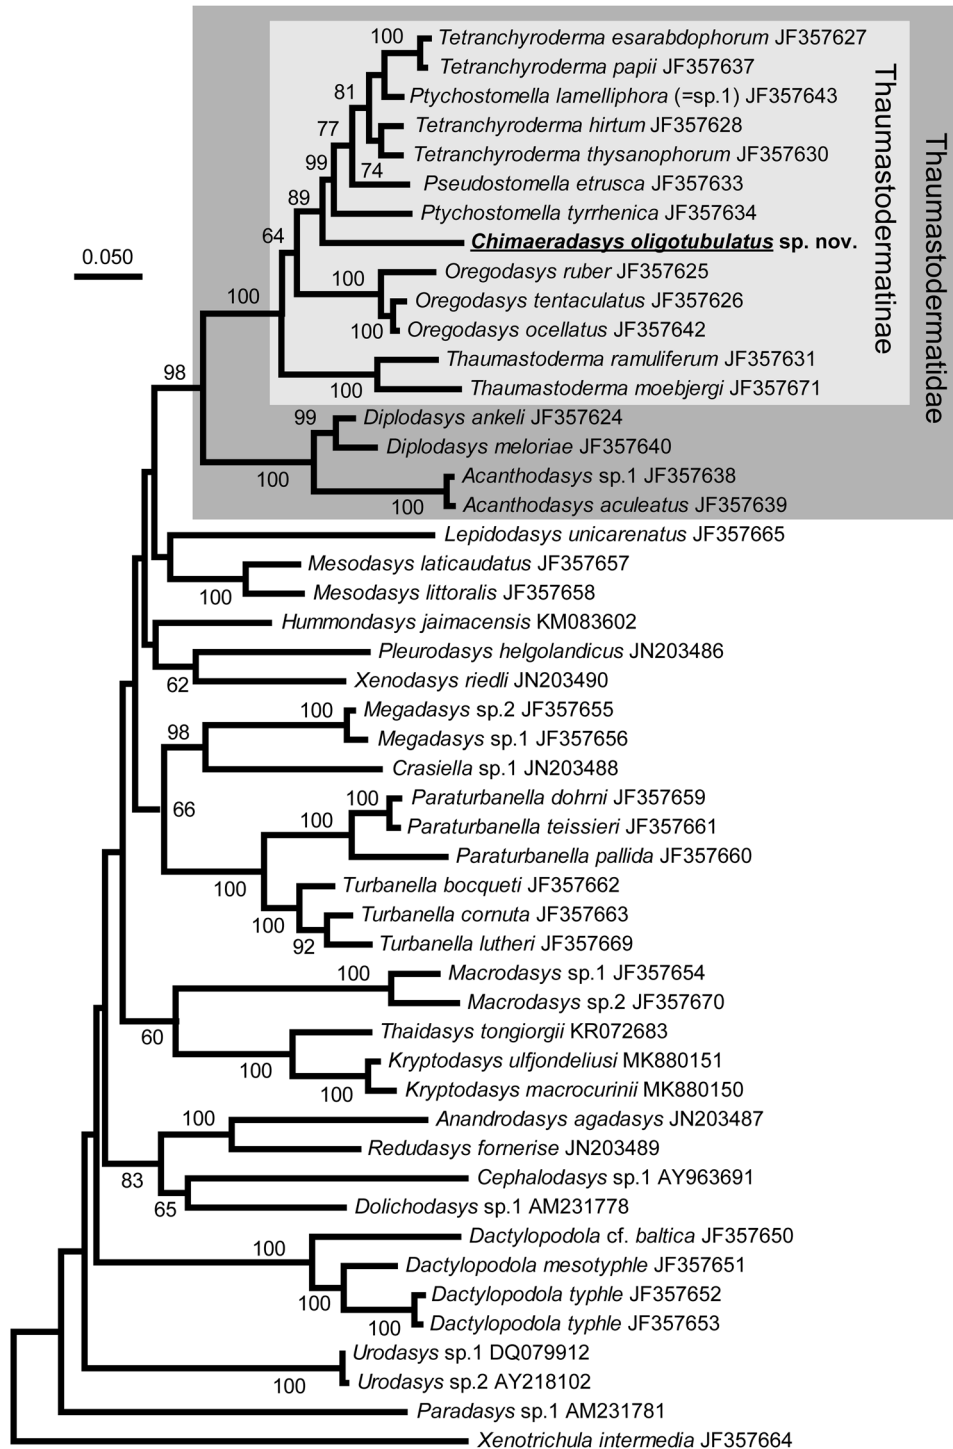 100
Tetranchyroderma esarabdophorum JF357627
Tetranchyroderma papii JF357637
81
Ptychostomella lamelliphora (=sp.1) JF357643
77
Tetranchyroderma hirtum JF357628
Tetranchyroderma thysanophorum JF357630
99
74
Pseudostomella etrusca JF357633
89
Ptychostomella tyrrhenica JF357634
64
Chimaeradasys oligotubulatus sp. nov.
Thaumastodermatinae
Thaumastodermatidae
0.050
100
Oregodasys ruber JF357625
100
Oregodasys tentaculatus JF357626
100
Oregodasys ocellatus JF357642
Thaumastoderma ramuliferum JF357631
98
100
Thaumastoderma moebjergi JF357671
99
Diplodasys ankeli JF357624
Diplodasys meloriae JF357640
100
Acanthodasys sp.1 JF357638
100
Acanthodasys aculeatus JF357639
Lepidodasys unicarenatus JF357665
Mesodasys laticaudatus JF357657
100
Mesodasys littoralis JF357658
Hummondasys jaimacensis KM083602
Pleurodasys helgolandicus JN203486
62
Xenodasys riedli JN203490
100
Megadasys sp.2 JF357655
98
Megadasys sp.1 JF357656
Crasiella sp.1 JN203488
100
Paraturbanella dohrni JF357659
66
100
Paraturbanella teissieri JF357661
Paraturbanella pallida JF357660
100
Turbanella bocqueti JF357662
100
Turbanella cornuta JF357663
92
Turbanella lutheri JF357669
100
Macrodasys sp.1 JF357654
Macrodasys sp.2 JF357670
60
Thaidasys tongiorgii KR072683
100
Kryptodasys ulfjondeliusi MK880151
100
Kryptodasys macrocurinii MK880150
100
Anandrodasys agadasys JN203487
Redudasys fornerise JN203489
83
Cephalodasys sp.1 AY963691
65
Dolichodasys sp.1 AM231778
100
Dactylopodola cf. baltica JF357650
Dactylopodola mesotyphle JF357651
100
Dactylopodola typhle JF357652
100
Dactylopodola typhle JF357653
Urodasys sp.1 DQ079912
100
Urodasys sp.2 AY218102
Paradasys sp.1 AM231781
Xenotrichula intermedia JF357664